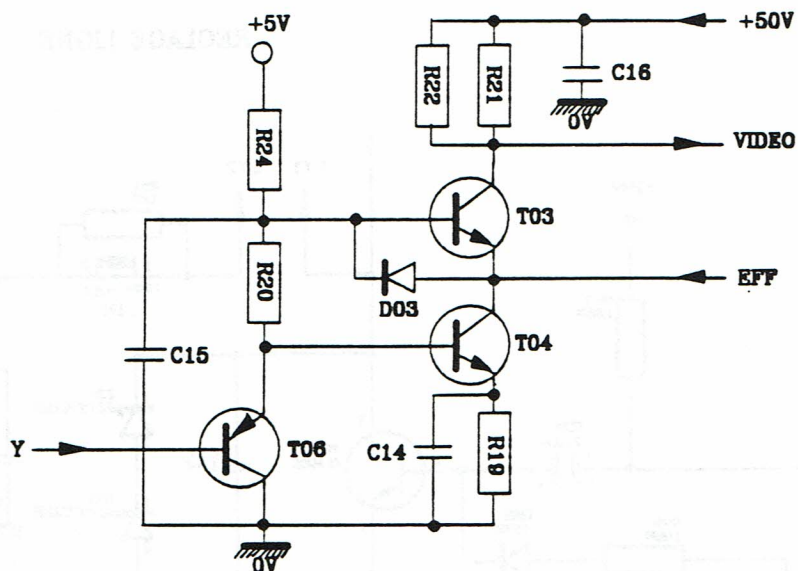 +5V
+50V
R24
R22
R21
C16
0V
VIDEO
T03
R20
D03
EFF
T04
C15
Y
T06
C14
R19
0V